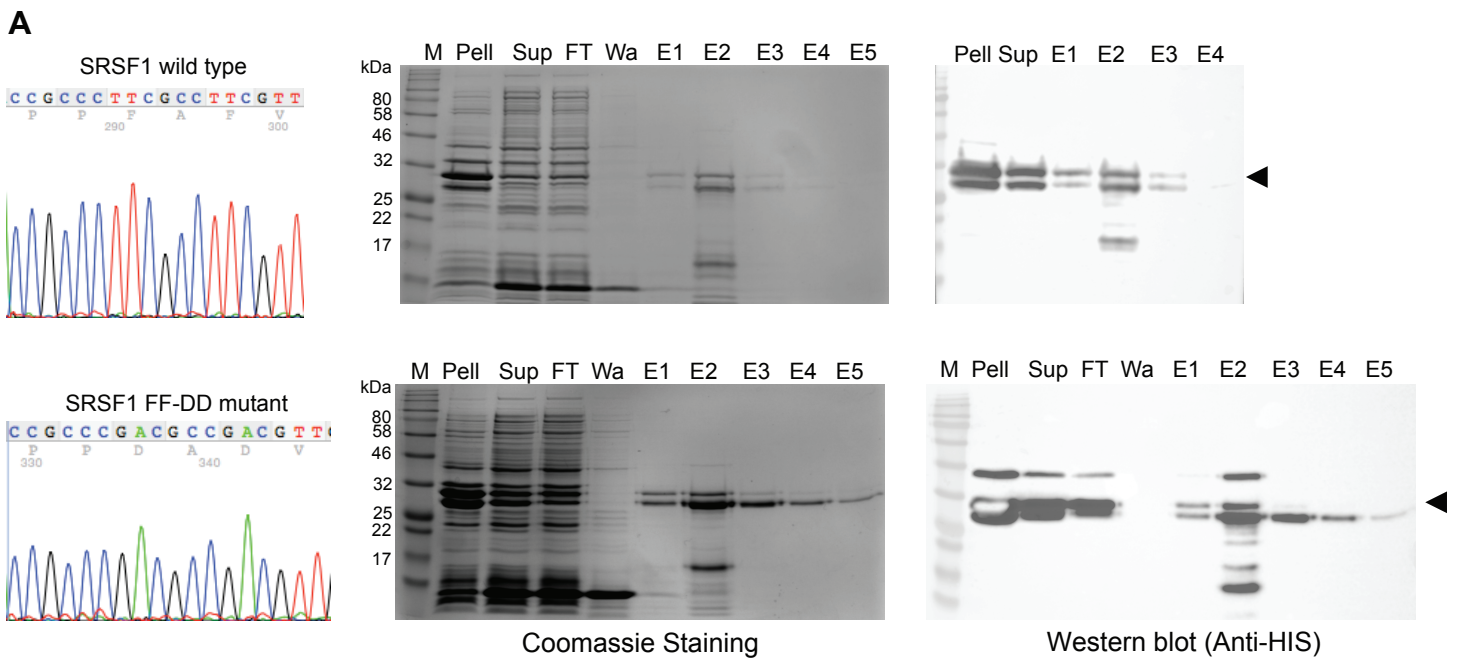 A
SRSF1 wild type
C C G C C C T T C G C C T T C G T T
P P F A F V
290 300
M Pell Sup FT Wa E1 E2 E3 E4 E5
kDa
80
58
46
32
25
22
17
Pell Sup E1 E2 E3 E4
SRSF1 FF-DD mutant
C C G C C C G A C G C C G A C G T T
P P D A D V
330 340
M Pell Sup FT Wa E1 E2 E3 E4 E5
kDa
80
58
46
32
25
22
17
Coomassie Staining
M Pell Sup FT Wa E1 E2 E3 E4 E5
Western blot (Anti-HIS)